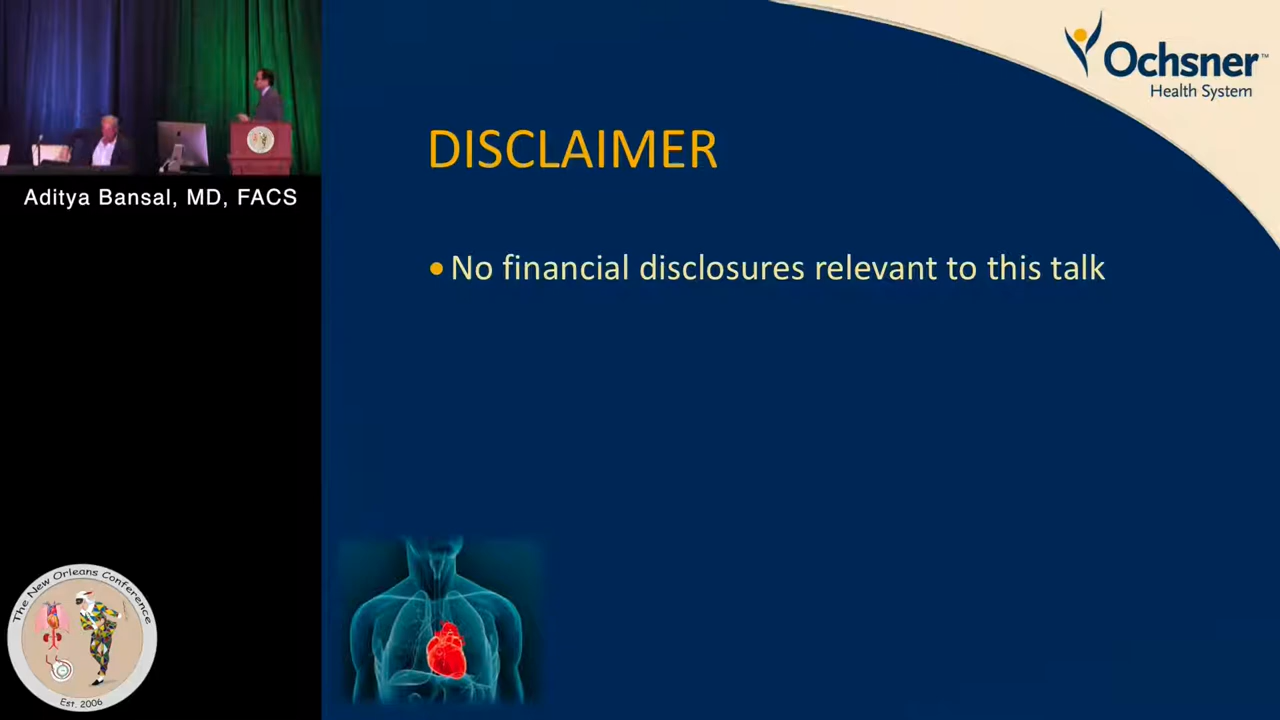 Ochsner™
Health System
DISCLAIMER
Aditya Bansal, MD, FACS
• No financial disclosures relevant to this talk
The New Orleans Conference
Est. 2006